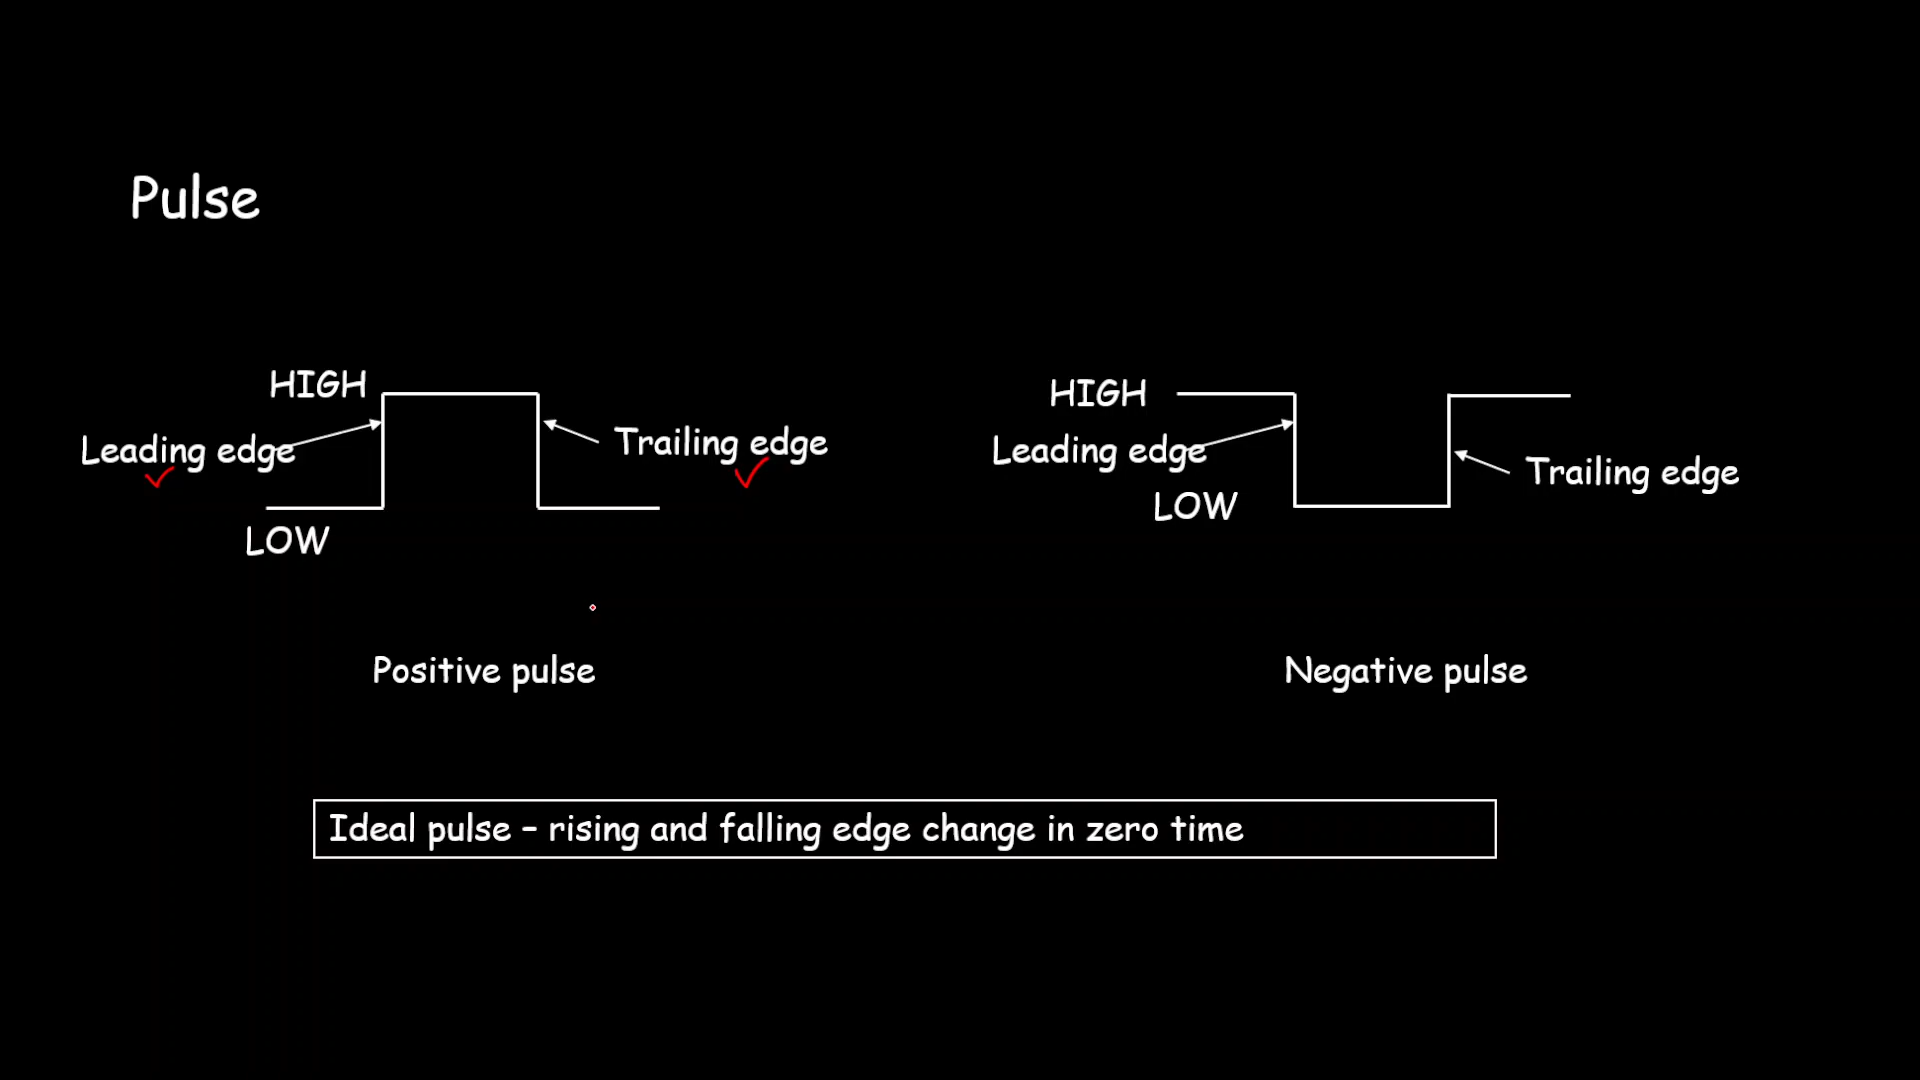 Pulse
HIGH
Leading edge
Trailing edge
LOW
Positive pulse
HIGH
Leading edge
LOW
Trailing edge
Negative pulse
Ideal pulse – rising and falling edge change in zero time